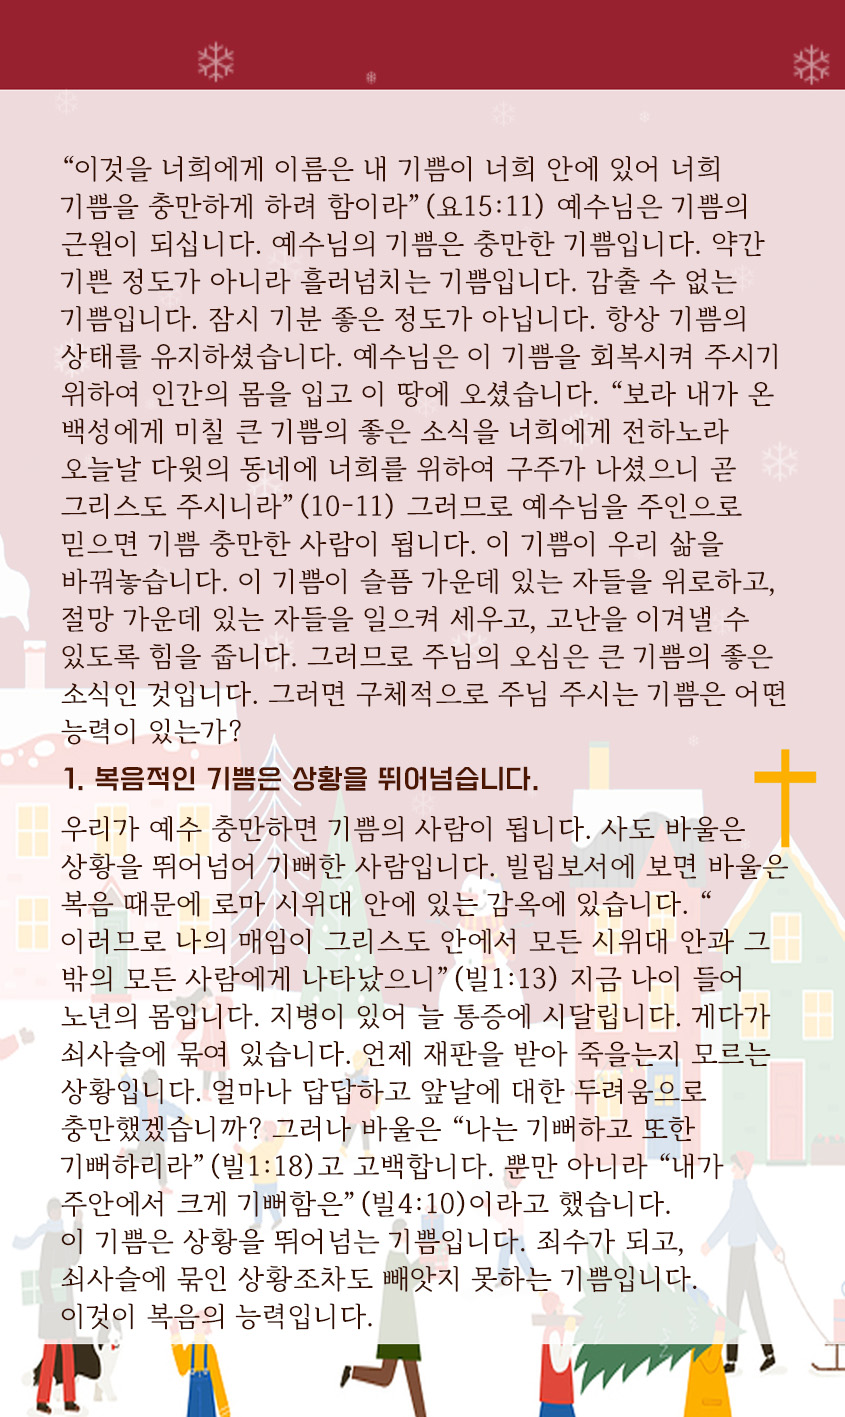 “이것을 너희에게 이름은 내 기쁨이 너희 안에 있어 너희
기쁨을 충만하게 하려 함이라”(요15:11) 예수님은 기쁨의
근원이 되십니다. 예수님의 기쁨은 충만한 기쁨입니다. 약간
기쁜 정도가 아니라 흘러넘치는 기쁨입니다. 감출 수 없는
기쁨입니다. 잠시 기분 좋은 정도가 아닙니다. 항상 기쁨의
상태를 유지하셨습니다. 예수님은 이 기쁨을 회복시켜 주시기
위하여 인간의 몸을 입고 이 땅에 오셨습니다. “보라 내가 온
백성에게 미칠 큰 기쁨의 좋은 소식을 너희에게 전하노라
오늘날 다윗의 동네에 너희를 위하여 구주가 나셨으니 곧
그리스도 주시니라”(10-11) 그러므로 예수님을 주인으로
믿으면 기쁨 충만한 사람이 됩니다. 이 기쁨이 우리 삶을
바꿔놓습니다. 이 기쁨이 슬픔 가운데 있는 자들을 위로하고,
절망 가운데 있는 자들을 일으켜 세우고, 고난을 이겨낼 수
있도록 힘을 줍니다. 그러므로 주님의 오심은 큰 기쁨의 좋은
소식인 것입니다. 그러면 구체적으로 주님 주시는 기쁨은 어떤
능력이 있는가?
1. 복음적인 기쁨은 상황을 뛰어넘습니다.
우리가 예수 충만하면 기쁨의 사람이 됩니다. 사도 바울은
상황을 뛰어넘어 기뻐한 사람입니다. 빌립보서에 보면 바울은
복음 때문에 로마 시위대 안에 있는 감옥에 있습니다. “
이러므로 나의 매임이 그리스도 안에서 모든 시위대 안과 그
밖의 모든 사람에게 나타났으니”(빌1:13) 지금 나이 들어
노년의 몸입니다. 지병이 있어 늘 통증에 시달립니다. 게다가
쇠사슬에 묶여 있습니다. 언제 재판을 받아 죽을는지 모르는
상황입니다. 얼마나 답답하고 앞날에 대한 두려움으로
충만했겠습니까? 그러나 바울은 “나는 기뻐하고 또한
기뻐하리라”(빌1:18)고 고백합니다. 뿐만 아니라 “내가
주안에서 크게 기뻐함은”(빌4:10)이라고 했습니다.
이 기쁨은 상황을 뛰어넘는 기쁨입니다. 죄수가 되고,
쇠사슬에 묶인 상황조차도 빼앗지 못하는 기쁨입니다.
이것이 복음의 능력입니다.